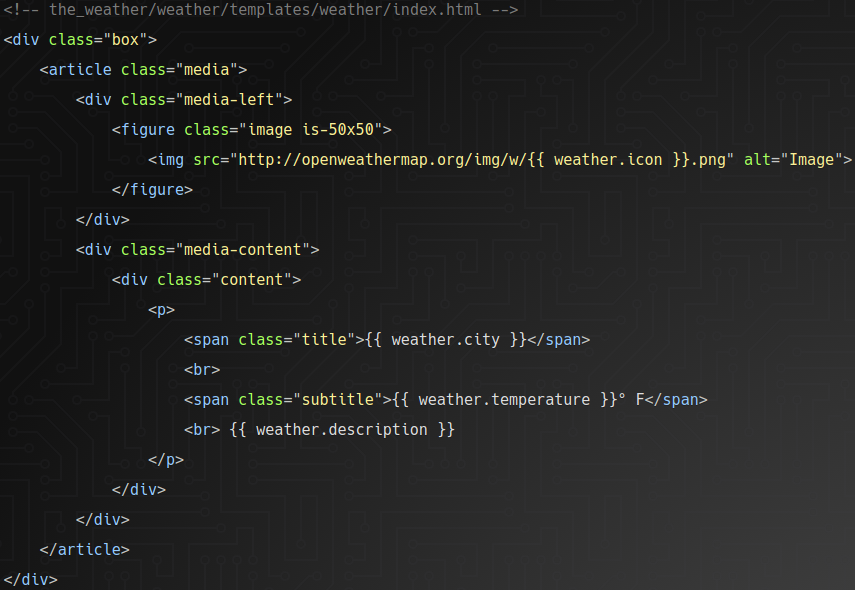 <!-- the_weather/weather/templates/weather/index.html -->
<div class="box">
    <article class="media">
        <div class="media-left">
            <figure class="image is-50x50">
                <img src="http://openweathermap.org/img/w/{{ weather.icon }}.png" alt="Image">
            </figure>
        </div>
        <div class="media-content">
            <div class="content">
                <p>
                    <span class="title">{{ weather.city }}</span>
                    <br>
                    <span class="subtitle">{{ weather.temperature }}° F</span>
                    <br> {{ weather.description }}
                </p>
            </div>
        </div>
    </article>
</div>